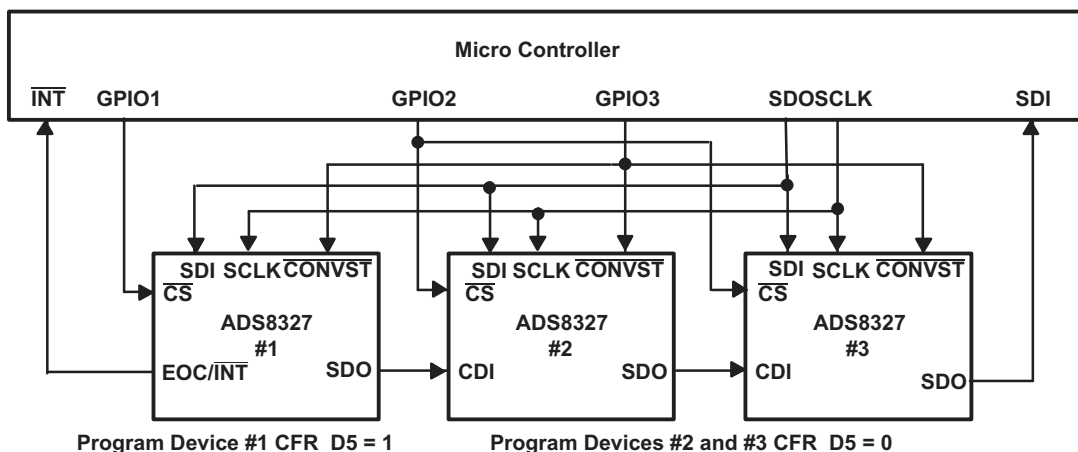 Micro Controller
INT GPIO1 GPIO2 GPIO3 SDOSCLK SDI
SDI SCLK CONVST
CS
ADS8327
#1
EOC/INT SDO
SDI SCLK CONVST
CS
ADS8327
#2
CDI SDO
SDI SCLK CONVST
CS
ADS8327
#3
CDI SDO
Program Device #1 CFR D5 = 1
Program Devices #2 and #3 CFR D5 = 0